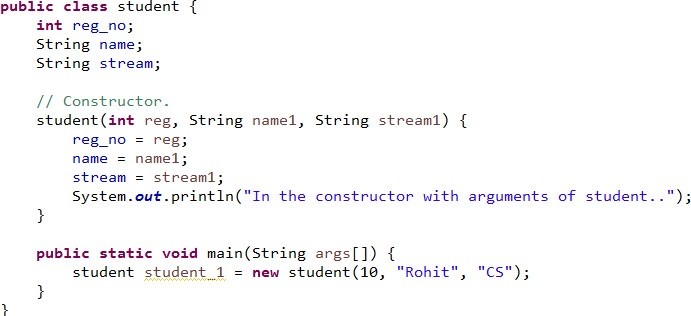 public class student {
    int reg_no;
    String name;
    String stream;

    // Constructor.
    student(int reg, String name1, String stream1) {
        reg_no = reg;
        name = name1;
        stream = stream1;
        System.out.println("In the constructor with arguments of student..");
    }

    public static void main(String args[]) {
        student student_1 = new student(10, "Rohit", "CS");
    }
}